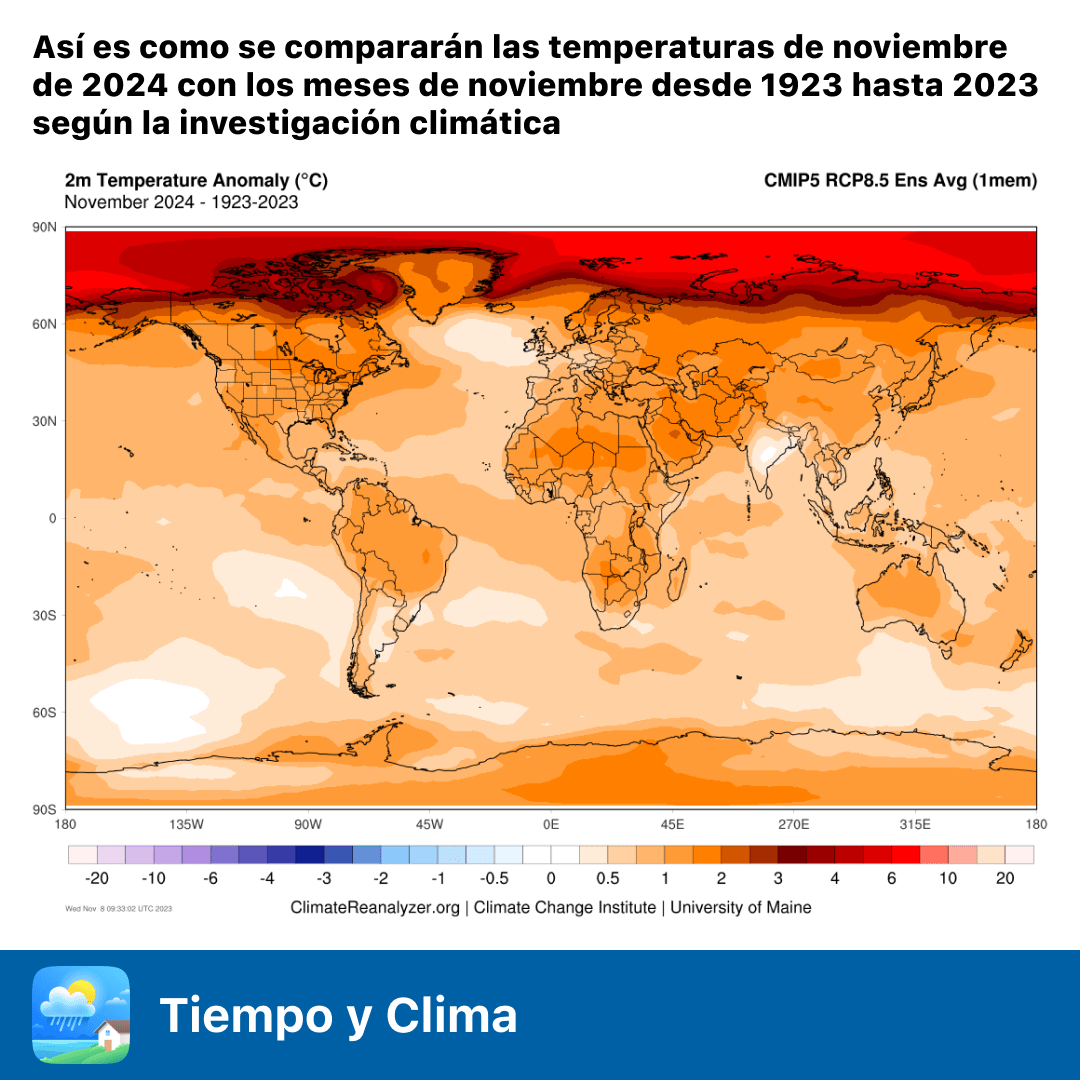 Así es como se compararán las temperaturas de noviembre
de 2024 con los meses de noviembre desde 1923 hasta 2023
según la investigación climática
2m Temperature Anomaly (°C)
CMIP5 RCP8.5 Ens Avg (1mem)
November 2024 - 1923-2023
90N
60N
30N
0
30S
60S
90S
180 135W 90W 45W 0E 45E 270E 315E 180
-20 -10 -6 -4 -3 -2 -1 -0.5 0 0.5 1 2 3 4 6 10 20
Wed Nov 8 09:33:02 UTC 2023
ClimateReanalyzer.org | Climate Change Institute | University of Maine
Tiempo y Clima